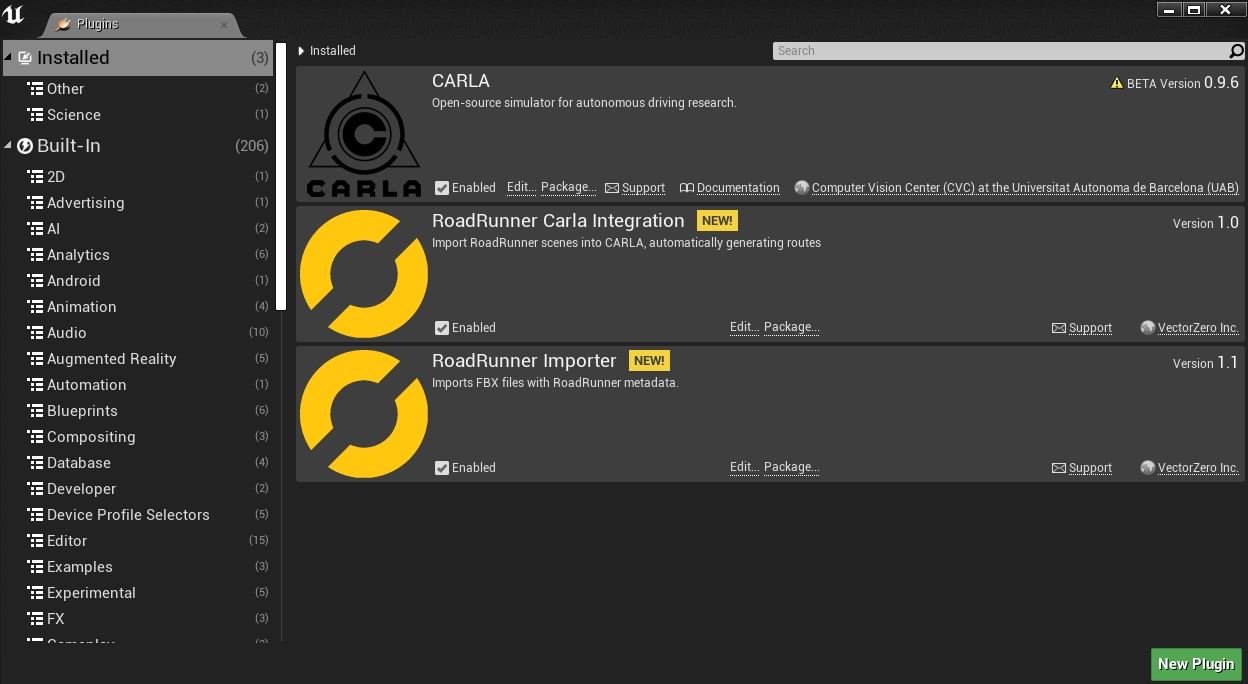 Plugins
Installed (3)
Other (2)
Science (1)
Built-In (206)
2D (1)
Advertising (1)
AI (2)
Analytics (6)
Android (1)
Animation (4)
Audio (10)
Augmented Reality (5)
Automation (1)
Blueprints (6)
Compositing (3)
Database (4)
Developer (2)
Device Profile Selectors (5)
Editor (15)
Examples (3)
Experimental (5)
FX (3)
Installed
Search
CARLA
BETA Version 0.9.6
Open-source simulator for autonomous driving research.
CARLA
Enabled Edit... Package... Support Documentation Computer Vision Center (CVC) at the Universitat Autonoma de Barcelona (UAB)
RoadRunner Carla Integration NEW!
Version 1.0
Import RoadRunner scenes into CARLA, automatically generating routes
Enabled Edit... Package... Support VectorZero Inc.
RoadRunner Importer NEW!
Version 1.1
Imports FBX files with RoadRunner metadata.
Enabled Edit... Package... Support VectorZero Inc.
New Plugin